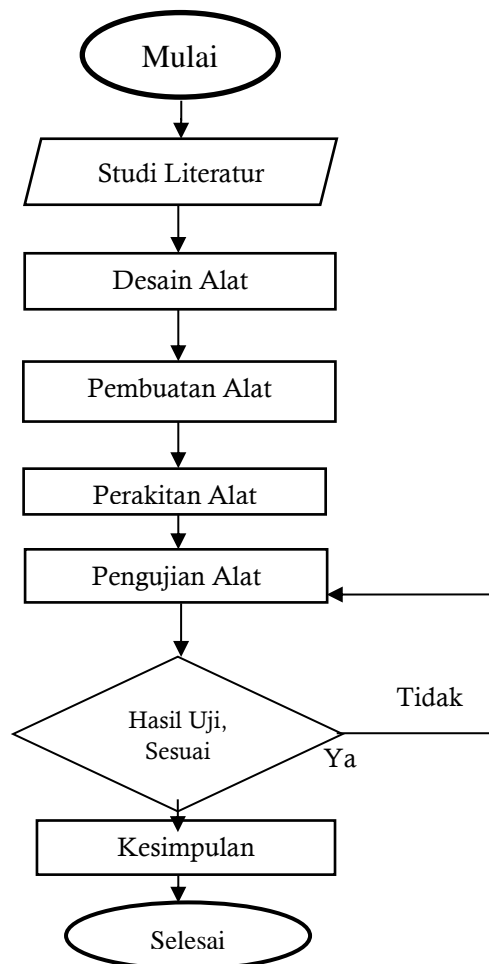 Mulai
Studi Literatur
Desain Alat
Pembuatan Alat
Perakitan Alat
Pengujian Alat
Tidak
Hasil Uji,
Sesuai
Ya
Kesimpulan
Selesai